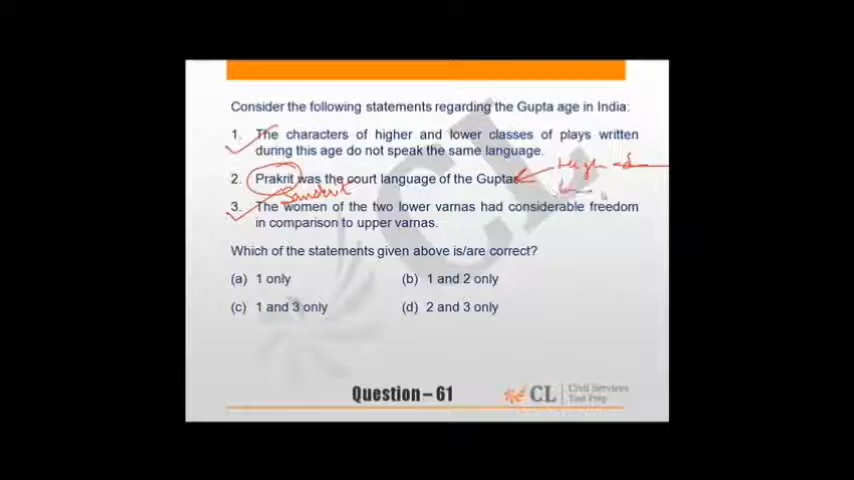 Consider the following statements regarding the Gupta age in India:
1. The characters of higher and lower classes of plays written
during this age do not speak the same language.
2. Prakrit was the court language of the Guptas
High
Sanskrit
3. The women of the two lower varnas had considerable freedom
in comparison to upper varnas.
Which of the statements given above is/are correct?
(a) 1 only (b) 1 and 2 only
(c) 1 and 3 only (d) 2 and 3 only
Question – 61
CL Civil Services
Test Prep
CL